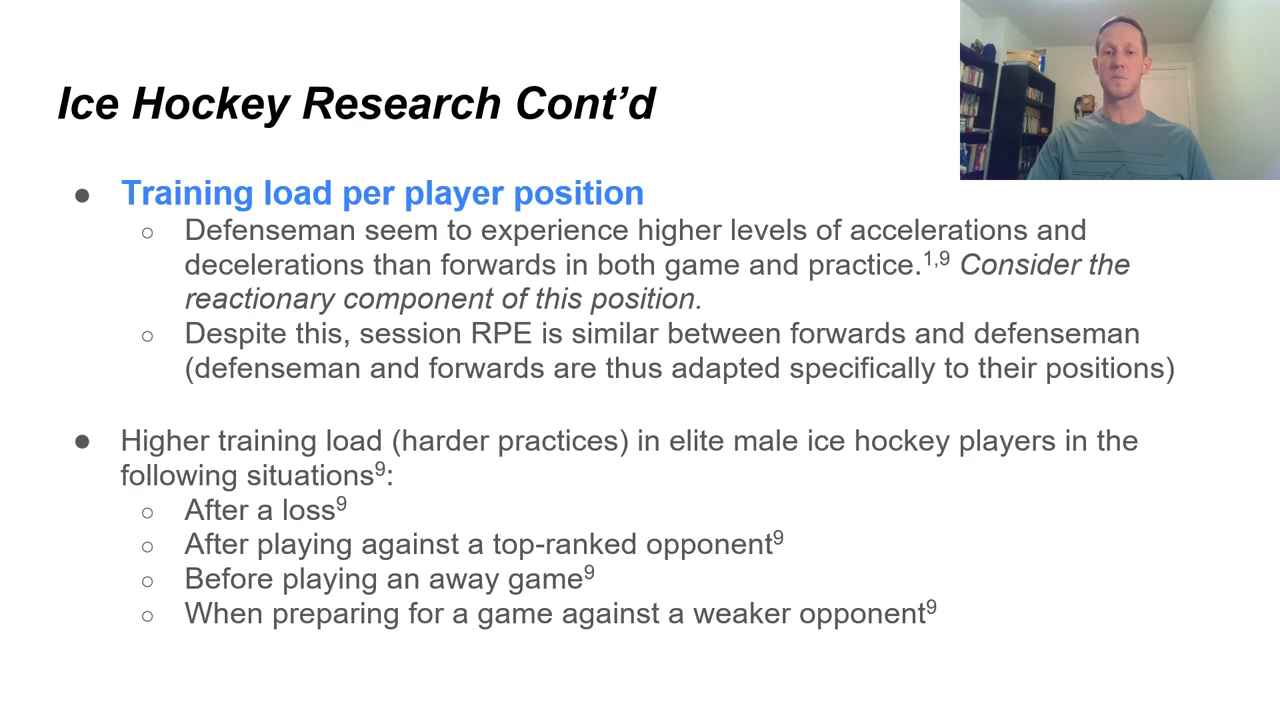 Ice Hockey Research Cont’d
● Training load per player position
○ Defenseman seem to experience higher levels of accelerations and
decelerations than forwards in both game and practice.¹,⁹ Consider the
reactionary component of this position.
○ Despite this, session RPE is similar between forwards and defenseman
(defenseman and forwards are thus adapted specifically to their positions)
● Higher training load (harder practices) in elite male ice hockey players in the
following situations⁹:
○ After a loss⁹
○ After playing against a top-ranked opponent⁹
○ Before playing an away game⁹
○ When preparing for a game against a weaker opponent⁹